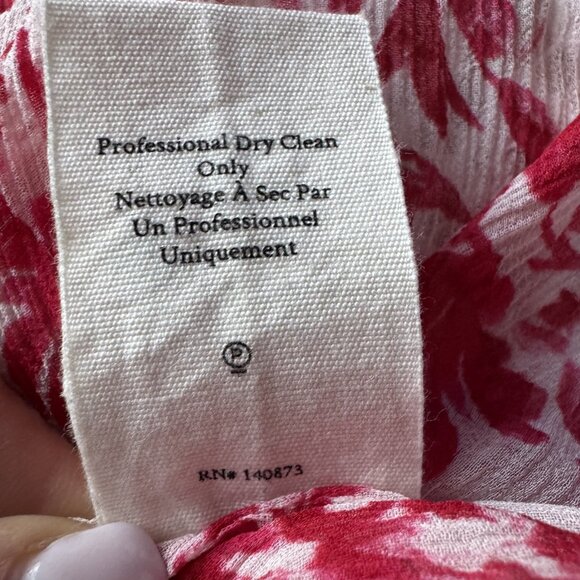 Professional Dry Clean
Only
Nettoyage À Sec Par
Un Professionnel
Uniquement
P
RN# 140873